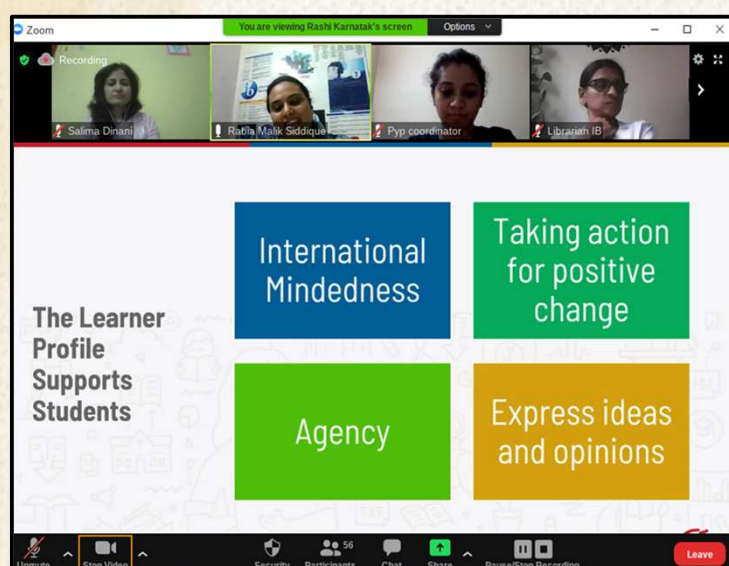 Zoom
You are viewing Rashi Karnatak's screen
Options
Recording
Salima Dinani
Rabia Malik Siddique
Pyp coordinator
Librarian IB
The Learner
Profile
Supports
Students
International
Mindedness
Taking action
for positive
change
Agency
Express ideas
and opinions
Unmute
Stop Video
Security
Participants
56
Chat
Share
Pause/Stop Recording
Leave